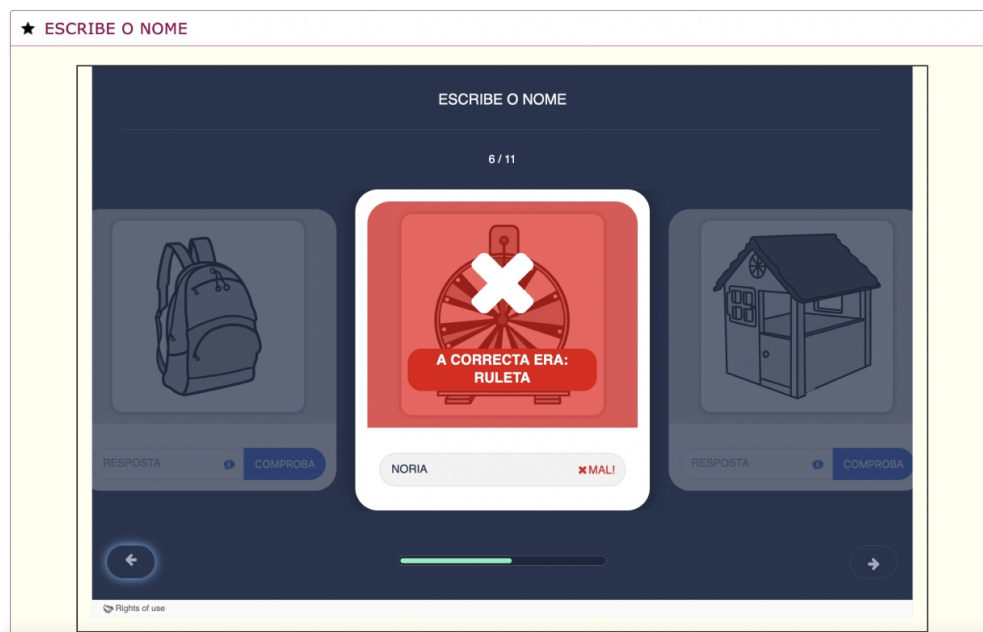 ESCRIBE O NOME
ESCRIBE O NOME
6 / 11
A CORRECTA ERA:
RULETA
RESPOSTA
COMPROBA
NORIA
MAL!
RESPOSTA
COMPROBA
Rights of use